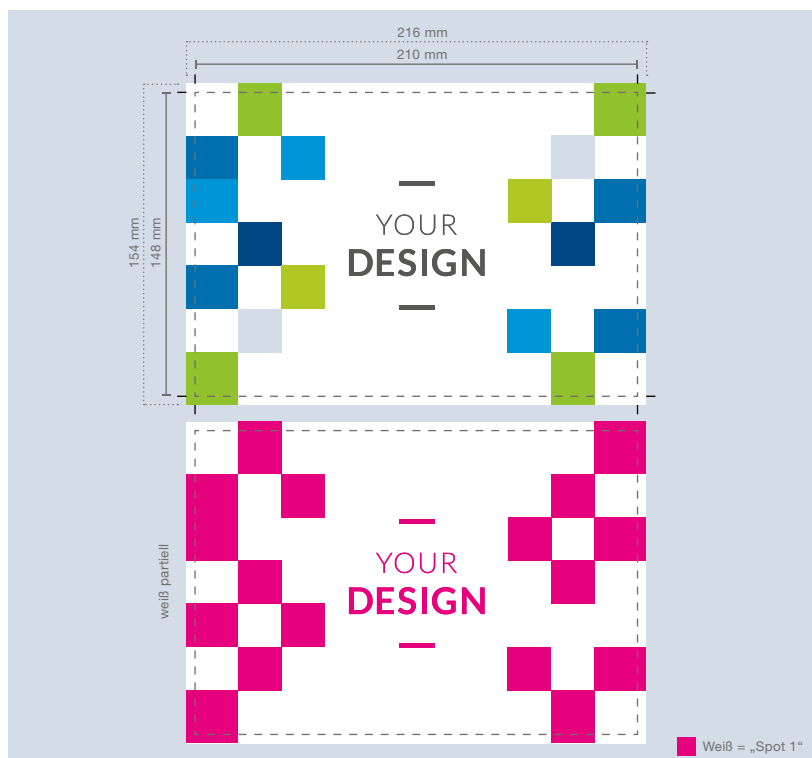 216 mm
210 mm
154 mm
148 mm
YOUR
DESIGN
weiß partiell
YOUR
DESIGN
Weiß = „Spot 1“